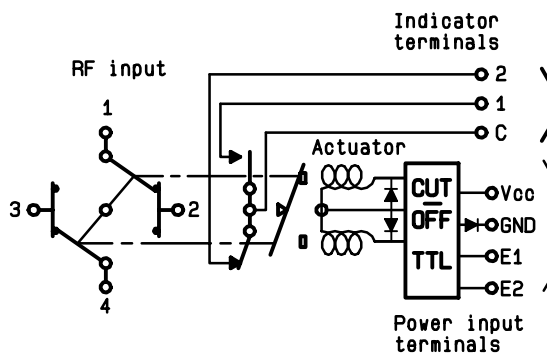 Indicator
terminals
RF input
2
1
1
C
Actuator
CUT
OFF
TTL
Vcc
3
2
GND
E1
E2
4
Power input
terminals